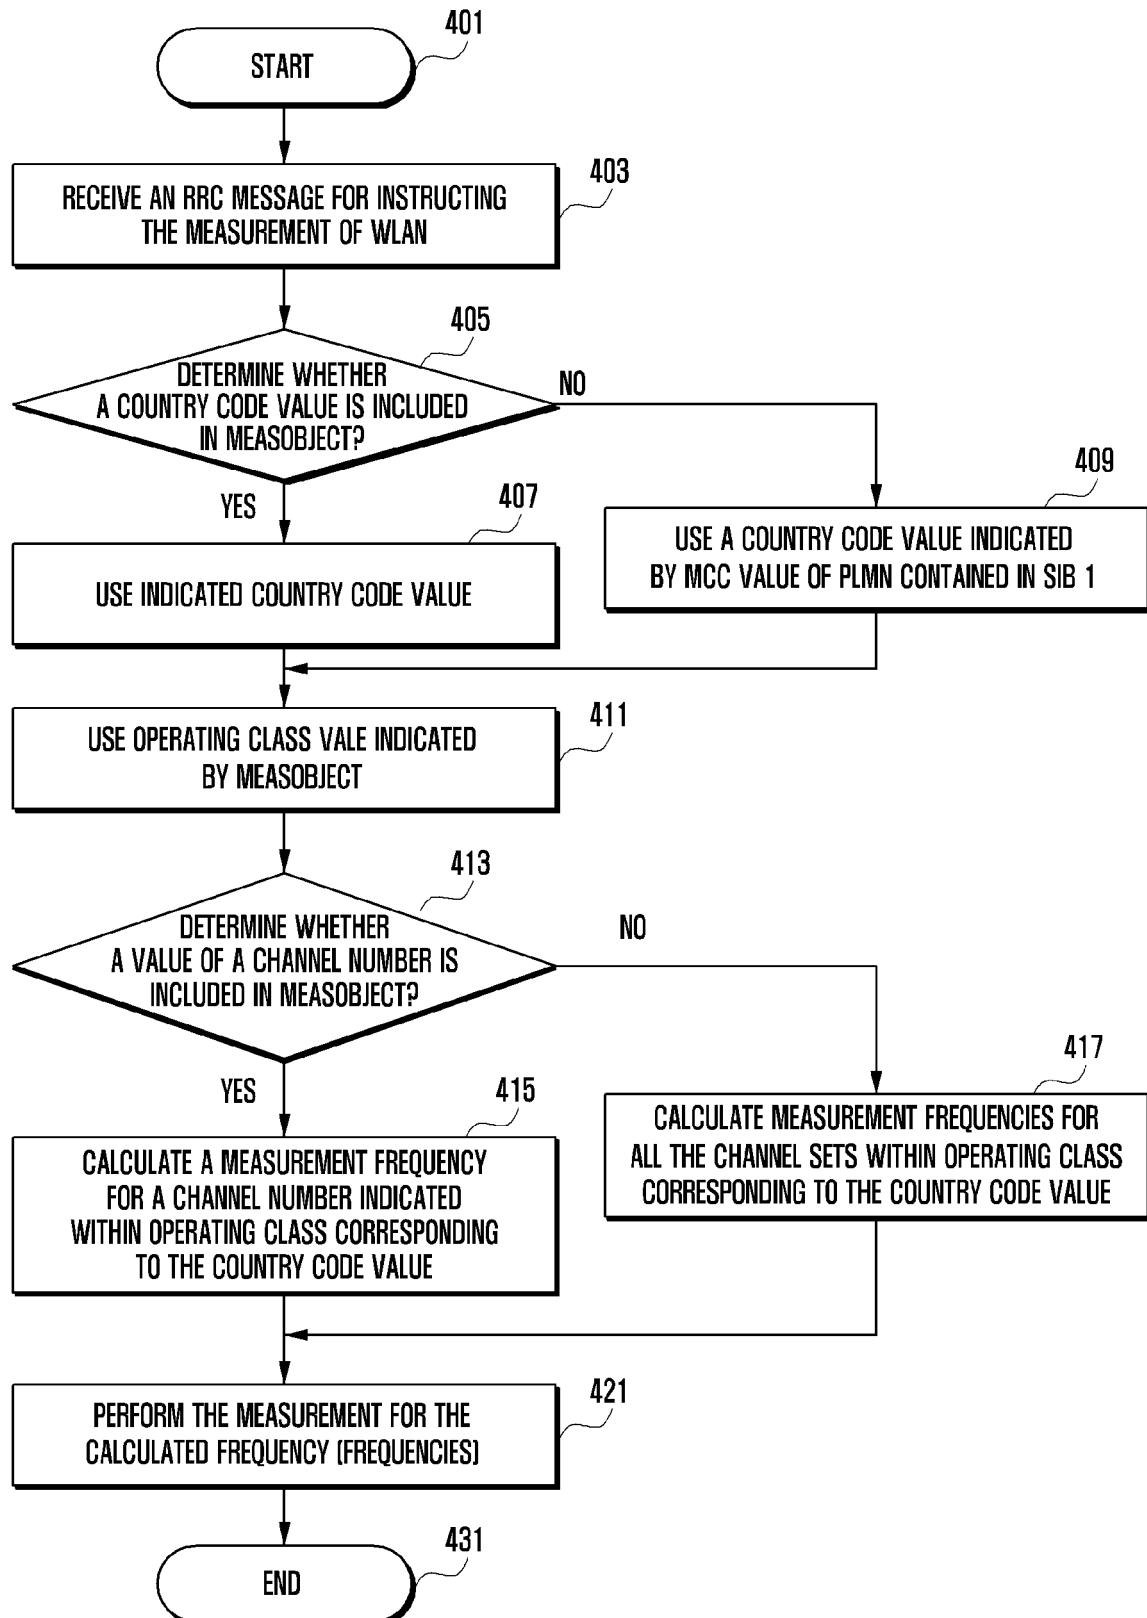 401
START
403
RECEIVE AN RRC MESSAGE FOR INSTRUCTING
THE MEASUREMENT OF WLAN
405
DETERMINE WHETHER
A COUNTRY CODE VALUE IS INCLUDED
IN MEASOBJECT?
NO
YES
407
USE INDICATED COUNTRY CODE VALUE
409
USE A COUNTRY CODE VALUE INDICATED
BY MCC VALUE OF PLMN CONTAINED IN SIB 1
411
USE OPERATING CLASS VALE INDICATED
BY MEASOBJECT
413
DETERMINE WHETHER
A VALUE OF A CHANNEL NUMBER IS
INCLUDED IN MEASOBJECT?
NO
YES
415
CALCULATE A MEASUREMENT FREQUENCY
FOR A CHANNEL NUMBER INDICATED
WITHIN OPERATING CLASS CORRESPONDING
TO THE COUNTRY CODE VALUE
417
CALCULATE MEASUREMENT FREQUENCIES FOR
ALL THE CHANNEL SETS WITHIN OPERATING CLASS
CORRESPONDING TO THE COUNTRY CODE VALUE
421
PERFORM THE MEASUREMENT FOR THE
CALCULATED FREQUENCY (FREQUENCIES)
431
END